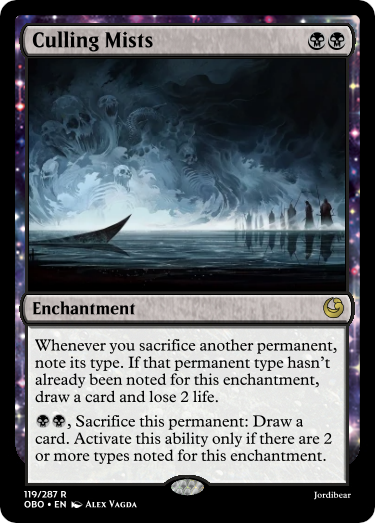 Culling Mists
Enchantment
Whenever you sacrifice another permanent,
note its type. If that permanent type hasn't
already been noted for this enchantment,
draw a card and lose 2 life.
, Sacrifice this permanent: Draw a
card. Activate this ability only if there are 2
or more types noted for this enchantment.
119/287 R
OBO • EN Alex Vagda
Jordibear